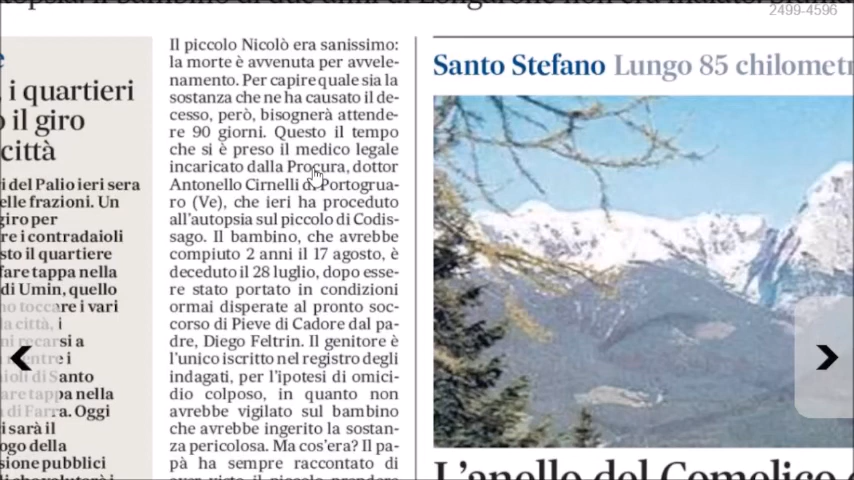 2499-4596
i quartieri
o il giro
città
i del Palio ieri sera
elle frazioni. Un
giro per
re i contradaioli
sto il quartiere
fare tappa nella
di Umin, quello
no toccare i vari
la città, i
ni recarsi a
mentre i
aioli di Santo
are tappa nella
di Farra. Oggi
i sarà il
ogo della
sione pubblici
Il piccolo Nicolò era sanissimo:
la morte è avvenuta per avvele-
namento. Per capire quale sia la
sostanza che ne ha causato il de-
cesso, però, bisognerà attende-
re 90 giorni. Questo il tempo
che si è preso il medico legale
incaricato dalla Procura, dottor
Antonello Cirnelli di Portogrua-
ro (Ve), che ieri ha proceduto
all'autopsia sul piccolo di Codis-
sago. Il bambino, che avrebbe
compiuto 2 anni il 17 agosto, è
deceduto il 28 luglio, dopo esse-
re stato portato in condizioni
ormai disperate al pronto soc-
corso di Pieve di Cadore dal pa-
dre, Diego Feltrin. Il genitore è
l'unico iscritto nel registro degli
indagati, per l'ipotesi di omici-
dio colposo, in quanto non
avrebbe vigilato sul bambino
che avrebbe ingerito la sostan-
za pericolosa. Ma cos'era? Il pa-
pà ha sempre raccontato di
Santo Stefano Lungo 85 chilometr
L'anello del Comelico